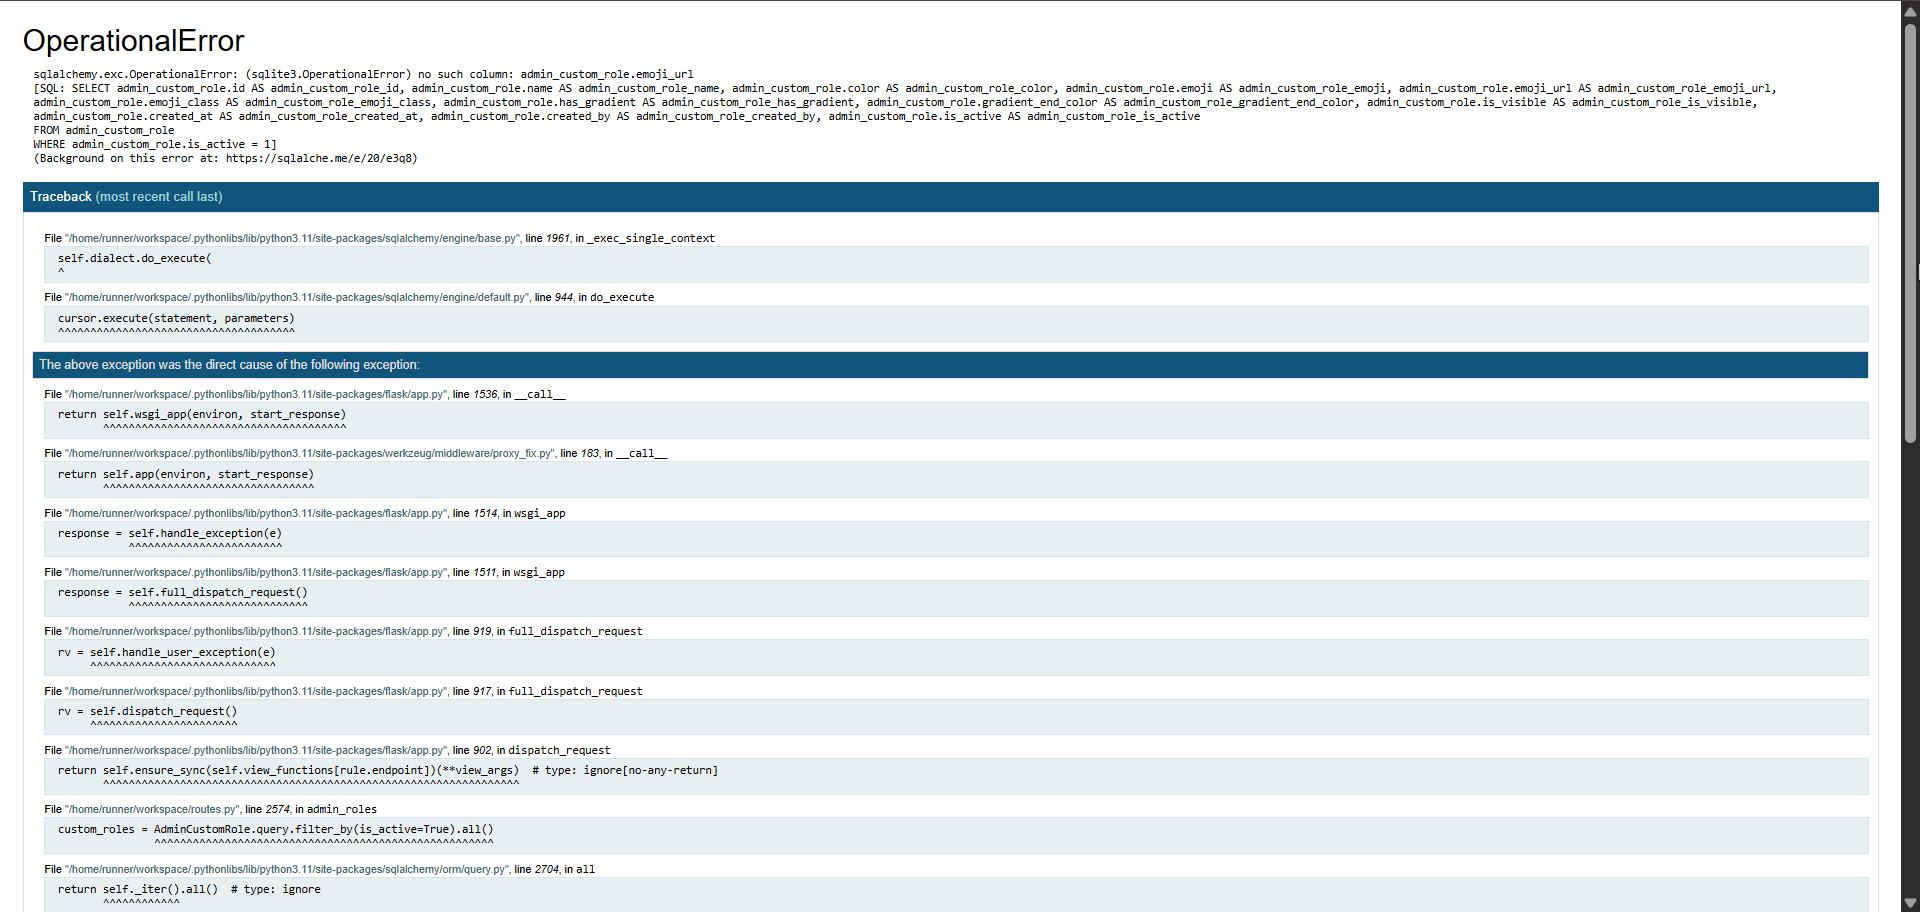 OperationalError
sqlalchemy.exc.OperationalError: (sqlite3.OperationalError) no such column: admin_custom_role.emoji_url
[SQL: SELECT admin_custom_role.id AS admin_custom_role_id, admin_custom_role.name AS admin_custom_role_name, admin_custom_role.color AS admin_custom_role_color, admin_custom_role.emoji AS admin_custom_role_emoji, admin_custom_role.emoji_url AS admin_custom_role_emoji_url,
admin_custom_role.emoji_class AS admin_custom_role_emoji_class, admin_custom_role.has_gradient AS admin_custom_role_has_gradient, admin_custom_role.gradient_end_color AS admin_custom_role_gradient_end_color, admin_custom_role.is_visible AS admin_custom_role_is_visible,
admin_custom_role.created_at AS admin_custom_role_created_at, admin_custom_role.created_by AS admin_custom_role_created_by, admin_custom_role.is_active AS admin_custom_role_is_active
FROM admin_custom_role
WHERE admin_custom_role.is_active = 1]
(Background on this error at: https://sqlalche.me/e/20/e3q8)
Traceback (most recent call last)
File "/home/runner/workspace/.pythonlibs/lib/python3.11/site-packages/sqlalchemy/engine/base.py", line 1961, in _exec_single_context
self.dialect.do_execute(
^
File "/home/runner/workspace/.pythonlibs/lib/python3.11/site-packages/sqlalchemy/engine/default.py", line 944, in do_execute
cursor.execute(statement, parameters)
^^^^^^^^^^^^^^^^^^^^^^^^^^^^^^^^^^^^^
The above exception was the direct cause of the following exception:
File "/home/runner/workspace/.pythonlibs/lib/python3.11/site-packages/flask/app.py", line 1536, in __call__
return self.wsgi_app(environ, start_response)
^^^^^^^^^^^^^^^^^^^^^^^^^^^^^^^^^^^^^^
File "/home/runner/workspace/.pythonlibs/lib/python3.11/site-packages/werkzeug/middleware/proxy_fix.py", line 183, in __call__
return self.app(environ, start_response)
^^^^^^^^^^^^^^^^^^^^^^^^^^^^^^^^^
File "/home/runner/workspace/.pythonlibs/lib/python3.11/site-packages/flask/app.py", line 1514, in wsgi_app
response = self.handle_exception(e)
^^^^^^^^^^^^^^^^^^^^^^^^
File "/home/runner/workspace/.pythonlibs/lib/python3.11/site-packages/flask/app.py", line 1511, in wsgi_app
response = self.full_dispatch_request()
^^^^^^^^^^^^^^^^^^^^^^^^^^^^
File "/home/runner/workspace/.pythonlibs/lib/python3.11/site-packages/flask/app.py", line 919, in full_dispatch_request
rv = self.handle_user_exception(e)
^^^^^^^^^^^^^^^^^^^^^^^^^^^^^
File "/home/runner/workspace/.pythonlibs/lib/python3.11/site-packages/flask/app.py", line 917, in full_dispatch_request
rv = self.dispatch_request()
^^^^^^^^^^^^^^^^^^^^^^^
File "/home/runner/workspace/.pythonlibs/lib/python3.11/site-packages/flask/app.py", line 902, in dispatch_request
return self.ensure_sync(self.view_functions[rule.endpoint])(**view_args)  # type: ignore[no-any-return]
^^^^^^^^^^^^^^^^^^^^^^^^^^^^^^^^^^^^^^^^^^^^^^^^^^^^^^^^^^^^^^^^^
File "/home/runner/workspace/routes.py", line 2574, in admin_roles
custom_roles = AdminCustomRole.query.filter_by(is_active=True).all()
^^^^^^^^^^^^^^^^^^^^^^^^^^^^^^^^^^^^^^^^^^^^^^^^^^^^^
File "/home/runner/workspace/.pythonlibs/lib/python3.11/site-packages/sqlalchemy/orm/query.py", line 2704, in all
return self._iter().all()  # type: ignore
^^^^^^^^^^^^